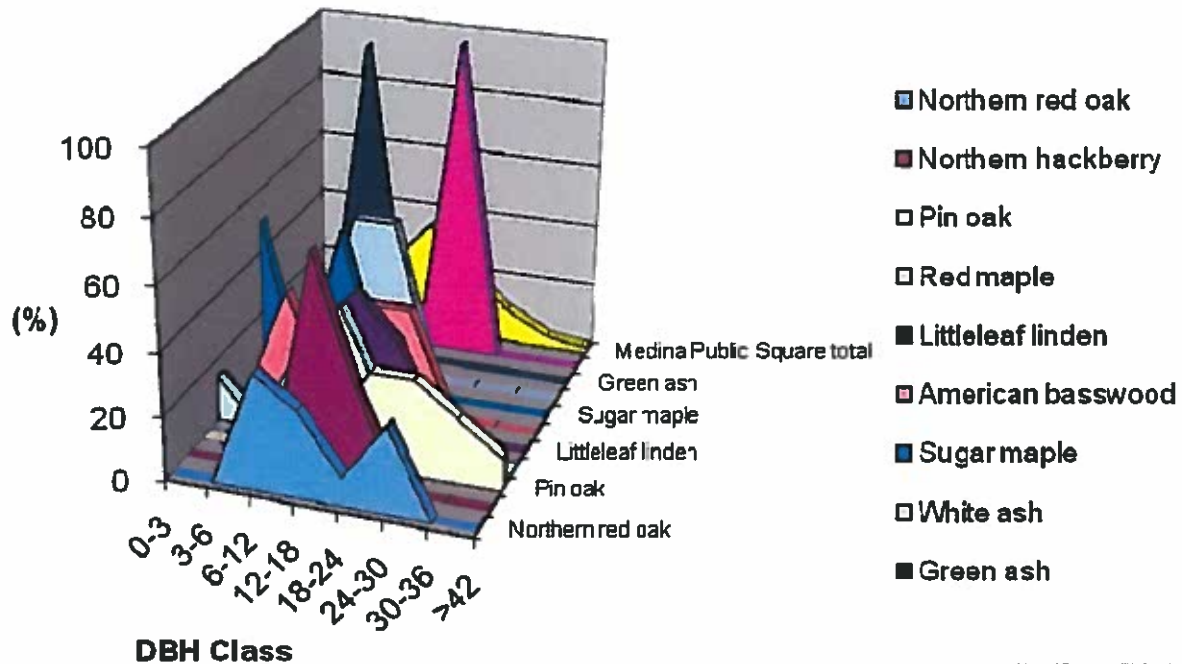 100
80
60
(%)
40
20
0
0-3
3-6
6-12
12-18
18-24
24-30
30-36
>42
DBH Class
Medina Public Square total
Green ash
Sugar maple
Littleleaf linden
Pin oak
Northern red oak
Northern red oak
Northern hackberry
Pin oak
Red maple
Littleleaf linden
American basswood
Sugar maple
White ash
Green ash